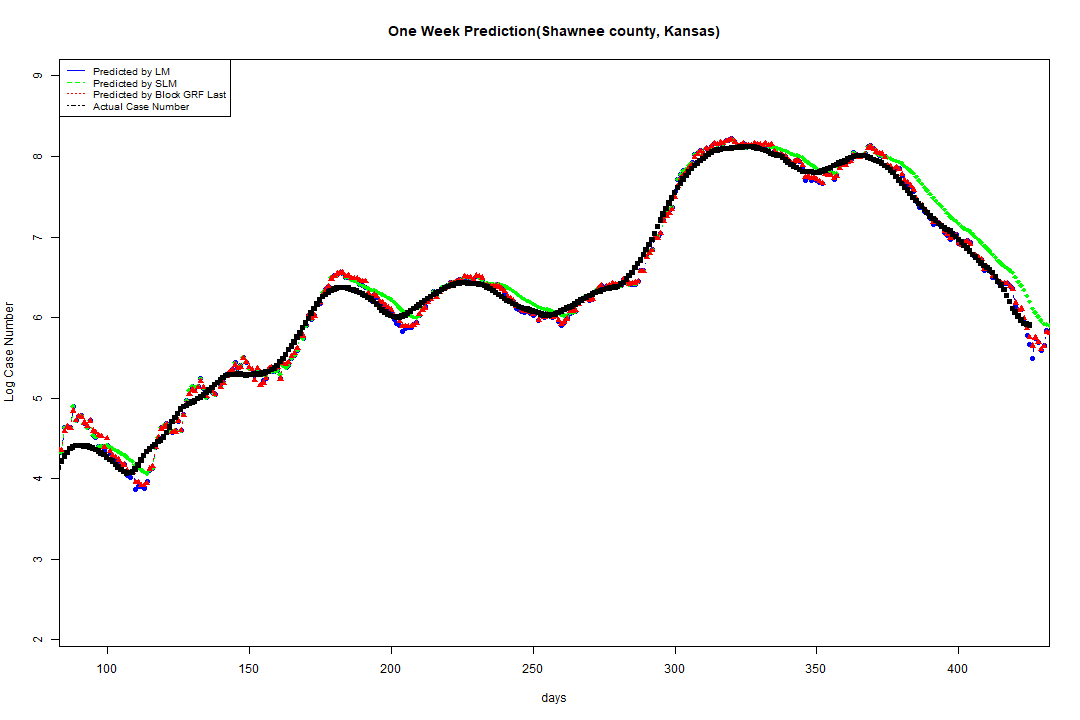 One Week Prediction(Shawnee county, Kansas)
Predicted by LM
Predicted by SLM
Predicted by Block GRF Last
Actual Case Number
9
8
7
6
5
4
3
2
Log Case Number
100 150 200 250 300 350 400
days